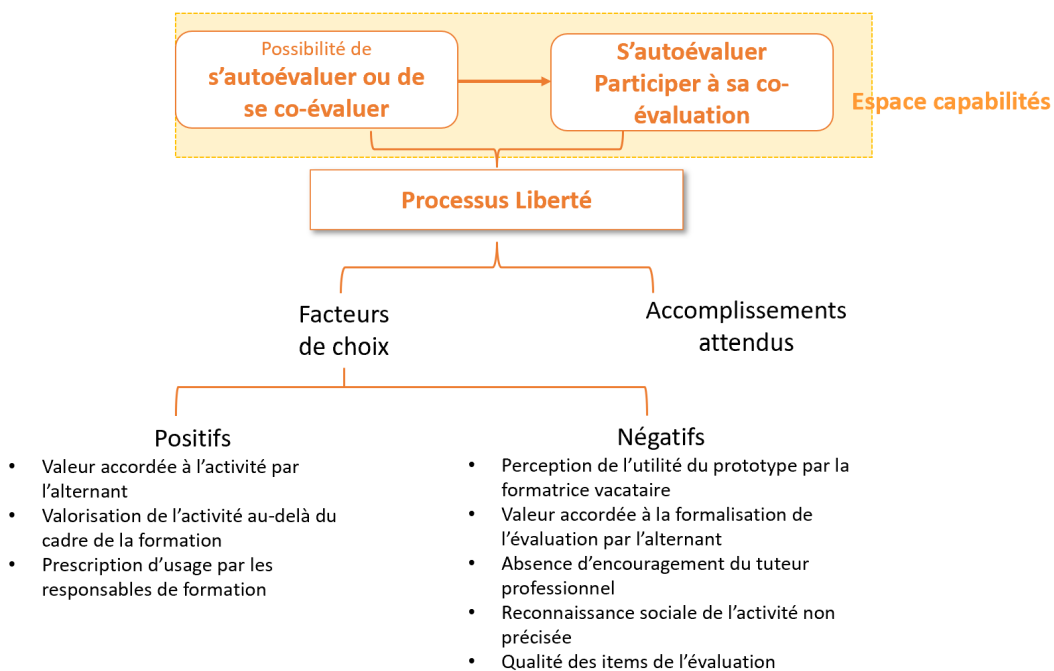 Possibilité de
s'autoévaluer ou de
se co-évaluer
S'autoévaluer
Participer à sa co-
évaluation
Espace capabilités
Processus Liberté
Facteurs
de choix
Accomplissements
attendus
Positifs
• Valeur accordée à l'activité par
l'alternant
• Valorisation de l'activité au-delà du
cadre de la formation
• Prescription d'usage par les
responsables de formation
Négatifs
• Perception de l'utilité du prototype par la
formatrice vacataire
• Valeur accordée à la formalisation de
l'évaluation par l'alternant
• Absence d'encouragement du tuteur
professionnel
• Reconnaissance sociale de l'activité non
précisée
• Qualité des items de l'évaluation